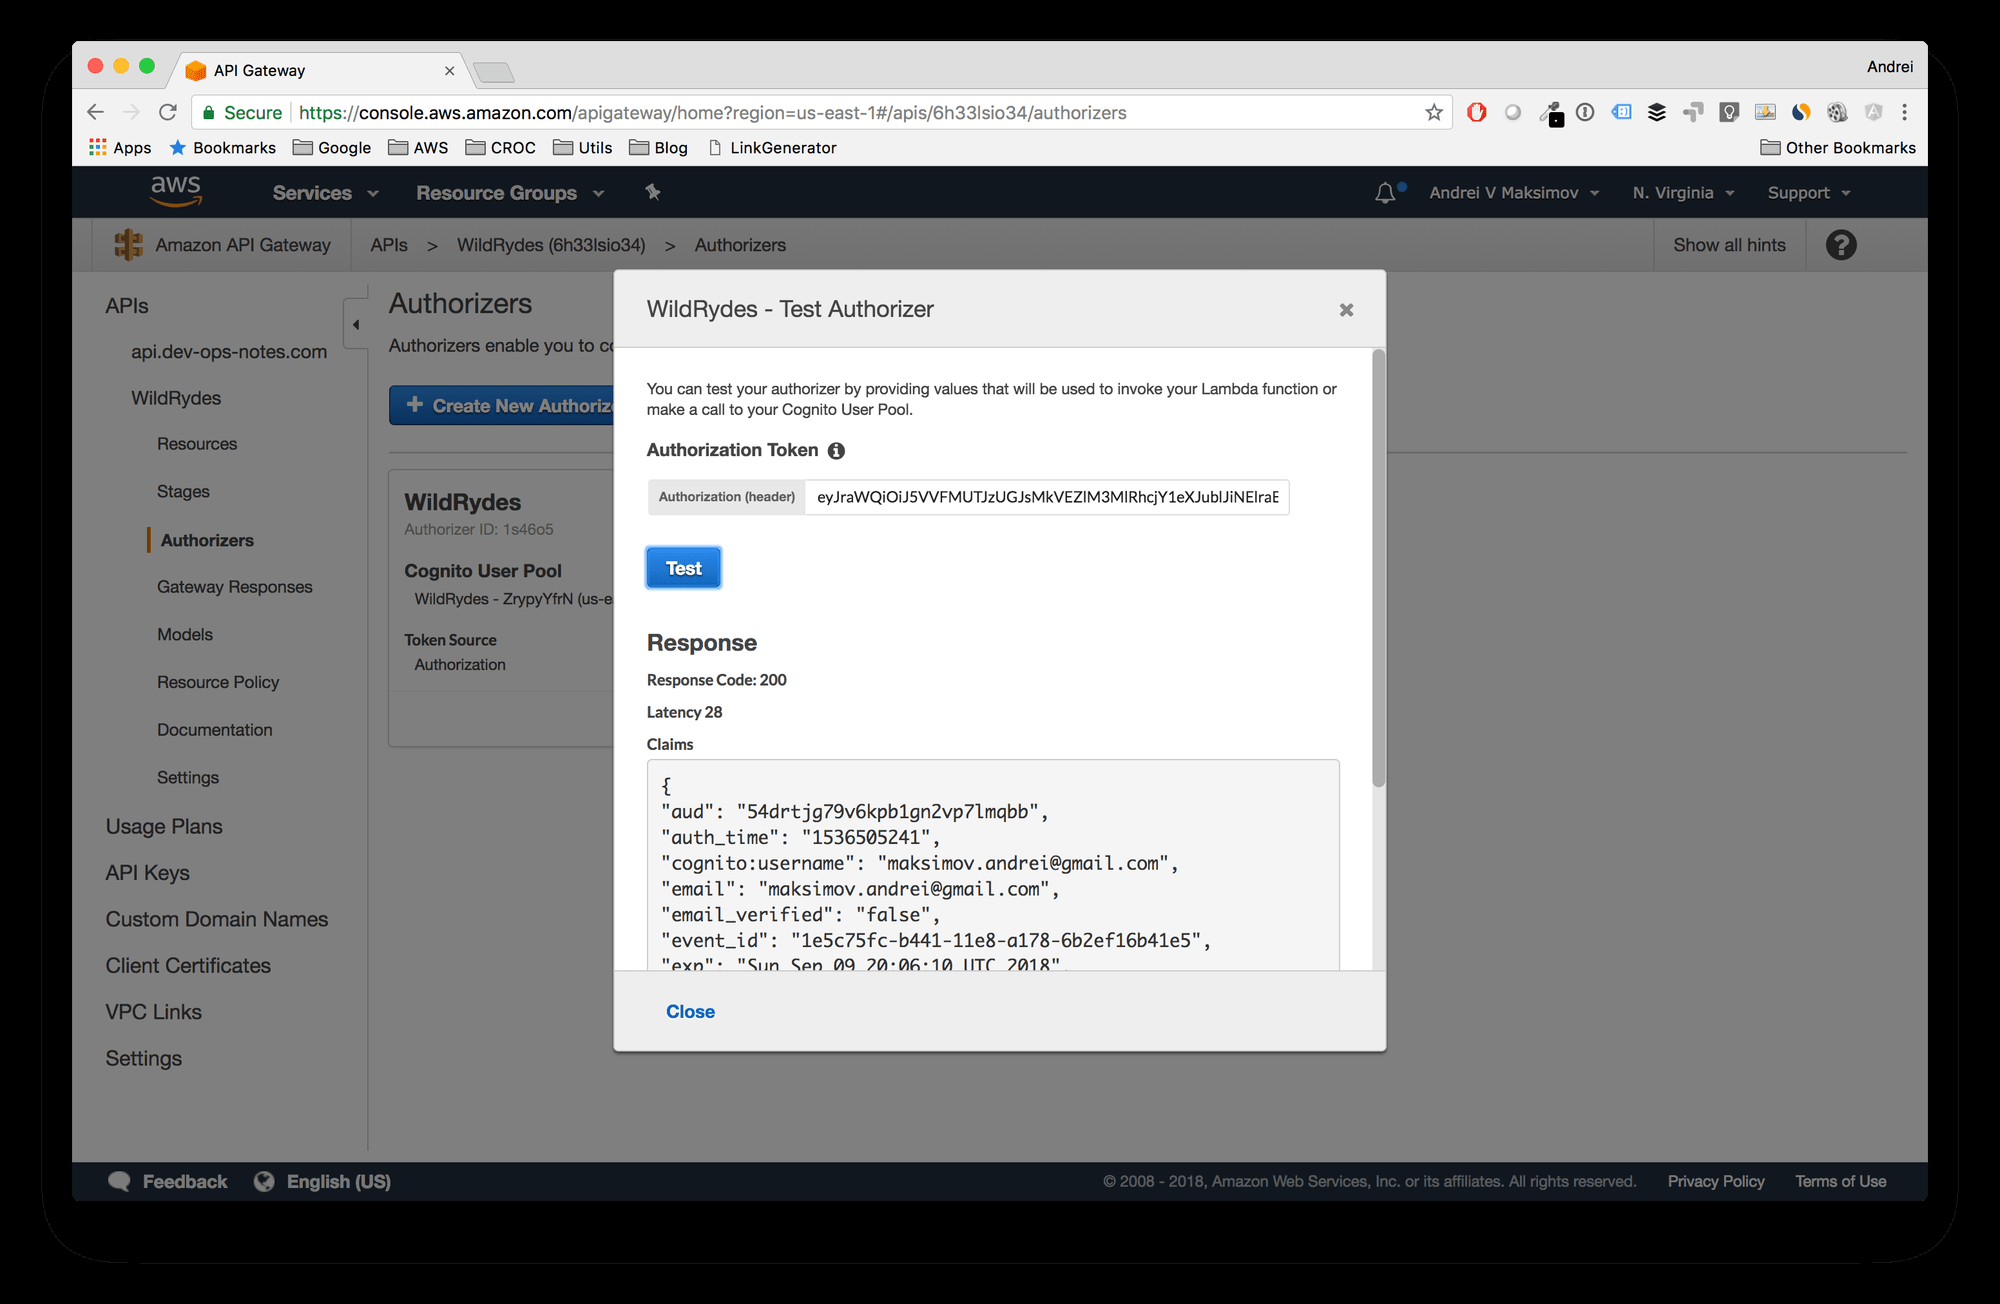 API Gateway
Andrei
Secure https://console.aws.amazon.com/apigateway/home?region=us-east-1#/apis/6h33lsio34/authorizers
Apps Bookmarks Google AWS CROC Utils Blog LinkGenerator Other Bookmarks
aws Services Resource Groups Andrei V Maksimov N. Virginia Support
Amazon API Gateway APIs > WildRydes (6h33lsio34) > Authorizers Show all hints ?
APIs
api.dev-ops-notes.com
WildRydes
Resources
Stages
Authorizers
Gateway Responses
Models
Resource Policy
Documentation
Settings
Usage Plans
API Keys
Custom Domain Names
Client Certificates
VPC Links
Settings
Authorizers
Authorizers enable you to co
+ Create New Authorize
WildRydes
Authorizer ID: 1s46o5
Cognito User Pool
WildRydes - ZrypyYfrN (us-e
Token Source
Authorization
WildRydes - Test Authorizer
You can test your authorizer by providing values that will be used to invoke your Lambda function or
make a call to your Cognito User Pool.
Authorization Token
Authorization (header) eyJraWQiOiJ5VVFMUTJzUGJsMkVEZlM3MlRhcjY1eXJublJiNElraE
Test
Response
Response Code: 200
Latency 28
Claims
{
"aud": "54drtjg79v6kpb1gn2vp7lmqbb",
"auth_time": "1536505241",
"cognito:username": "maksimov.andrei@gmail.com",
"email": "maksimov.andrei@gmail.com",
"email_verified": "false",
"event_id": "1e5c75fc-b441-11e8-a178-6b2ef16b41e5",
"exp": "Sun Sep 09 20:06:10 UTC 2018",
Close
Feedback English (US)
© 2008 - 2018, Amazon Web Services, Inc. or its affiliates. All rights reserved. Privacy Policy Terms of Use